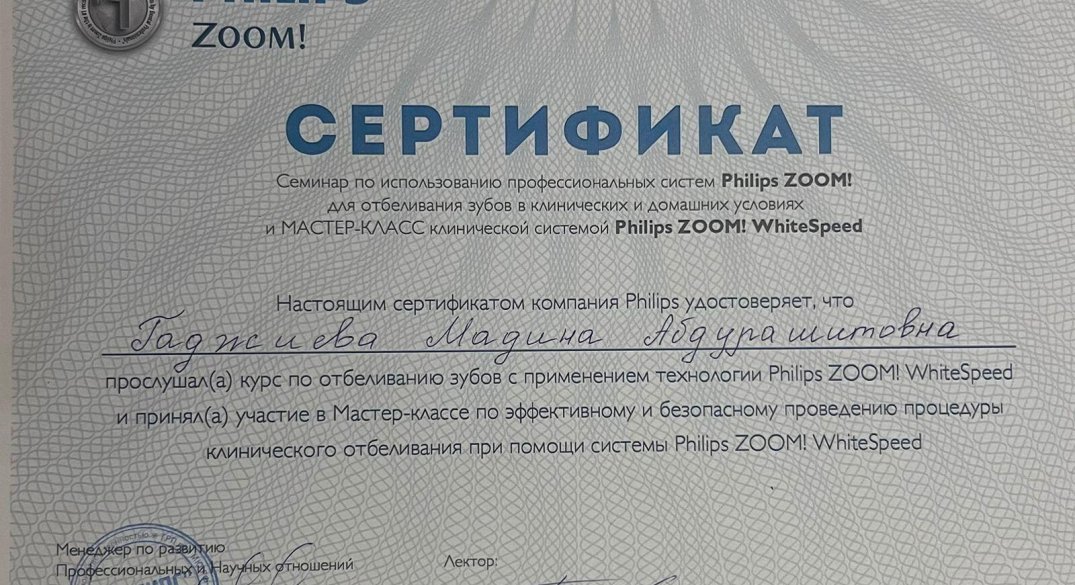 PHILIPS
ZOOM!
СЕРТИФИКАТ
Семинар по использованию профессиональных систем Philips ZOOM!
для отбеливания зубов в клинических и домашних условиях
и МАСТЕР-КЛАСС клинической системой Philips ZOOM! WhiteSpeed
Настоящим сертификатом компания Philips удостоверяет, что
Гаджиева Мадина Абдурашитовна
прослушал(а) курс по отбеливанию зубов с применением технологии Philips ZOOM! WhiteSpeed
и принял(а) участие в Мастер-классе по эффективному и безопасному проведению процедуры
клинического отбеливания при помощи системы Philips ZOOM! WhiteSpeed
Менеджер по развитию
Профессиональных и Научных отношений
Лектор: